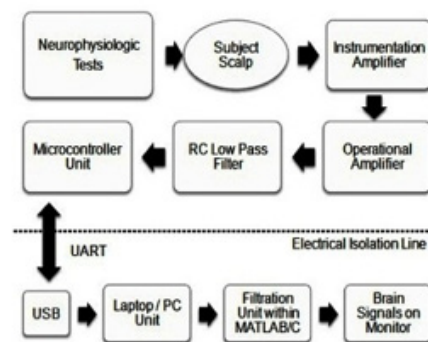 Neurophysiologic
Tests
Subject
Scalp
Instrumentation
Amplifier
Microcontroller
Unit
RC Low Pass
Filter
Operational
Amplifier
UART
Electrical Isolation Line
USB
Laptop / PC
Unit
Filtration
Unit within
MATLAB/C
Brain
Signals on
Monitor